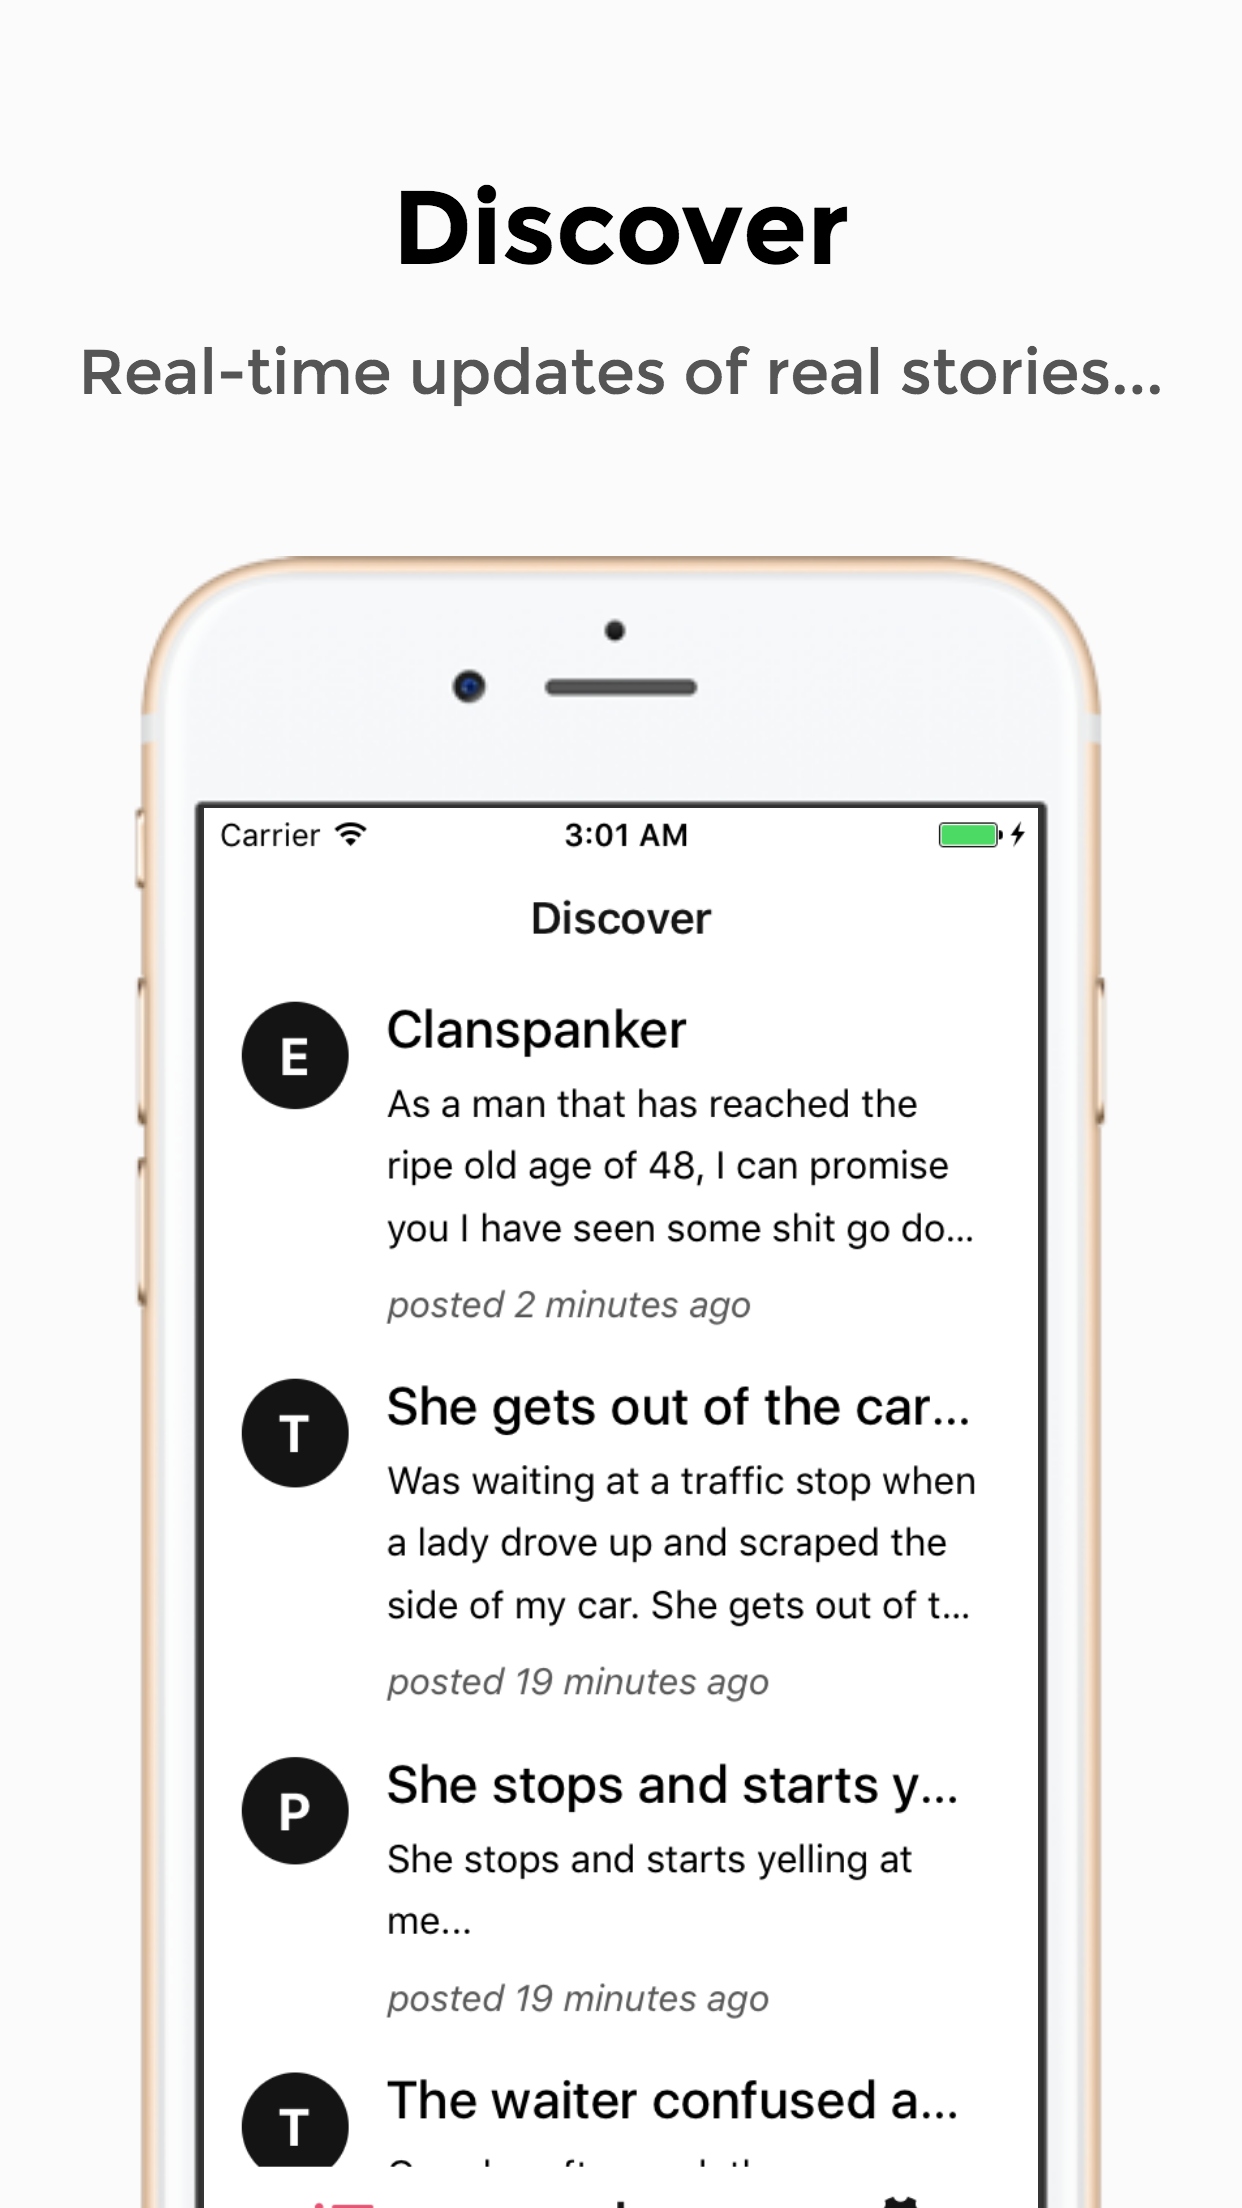 Discover
Real-time updates of real stories...
Carrier 3:01 AM
Discover
E
Clanspanker
As a man that has reached the
ripe old age of 48, I can promise
you I have seen some shit go do...
posted 2 minutes ago
T
She gets out of the car...
Was waiting at a traffic stop when
a lady drove up and scraped the
side of my car. She gets out of t...
posted 19 minutes ago
P
She stops and starts y...
She stops and starts yelling at
me...
posted 19 minutes ago
T
The waiter confused a...